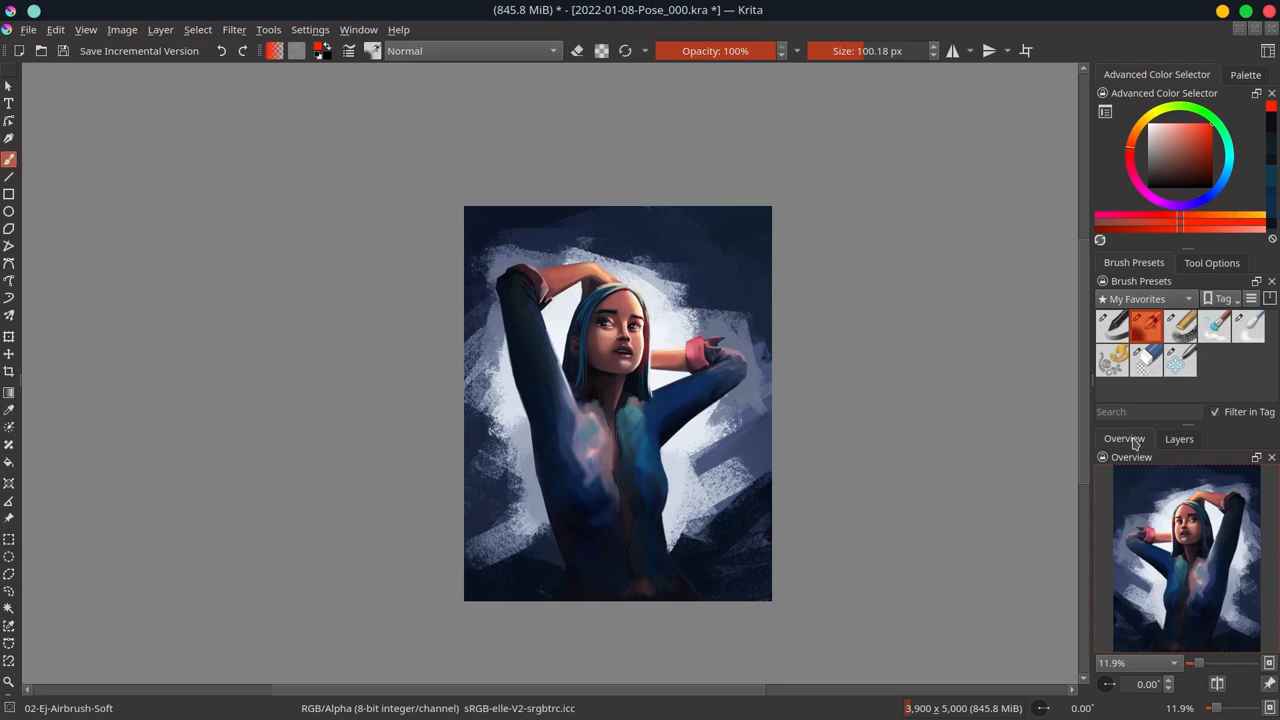 (845.8 MiB) * - [2022-01-08-Pose_000.kra *] — Krita
File Edit View Image Layer Select Filter Tools Settings Window Help
Save Incremental Version Normal Opacity: 100% Size: 100.18 px
Advanced Color Selector Palette
Advanced Color Selector
Brush Presets Tool Options
Brush Presets
★ My Favorites Tag
Search Filter in Tag
Overview Layers
Overview
11.9%
0.00°
02-Ej-Airbrush-Soft RGB/Alpha (8-bit integer/channel) sRGB-elle-V2-srgbtrc.icc 3,900 x 5,000 (845.8 MiB) 0.00° 11.9%